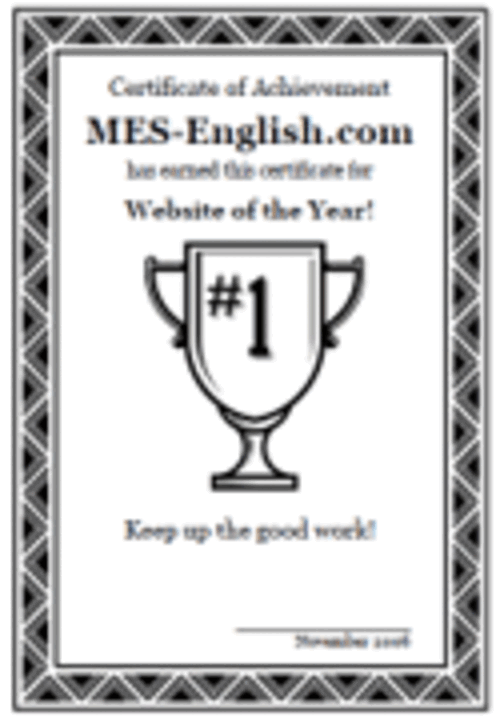 Certificate of Achievement
MES-English.com
has earned this certificate for
Website of the Year!
#1
Keep up the good work!
November